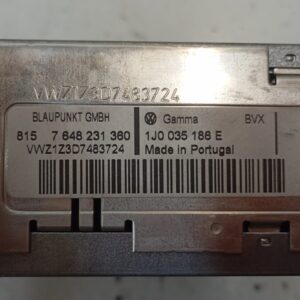 VWZ1Z3D7483724
BLAUPUNKT GMBH Gamma BVX
815 7 648 231 360 1J0 035 186 E
VWZ1Z3D7483724 Made in Portugal